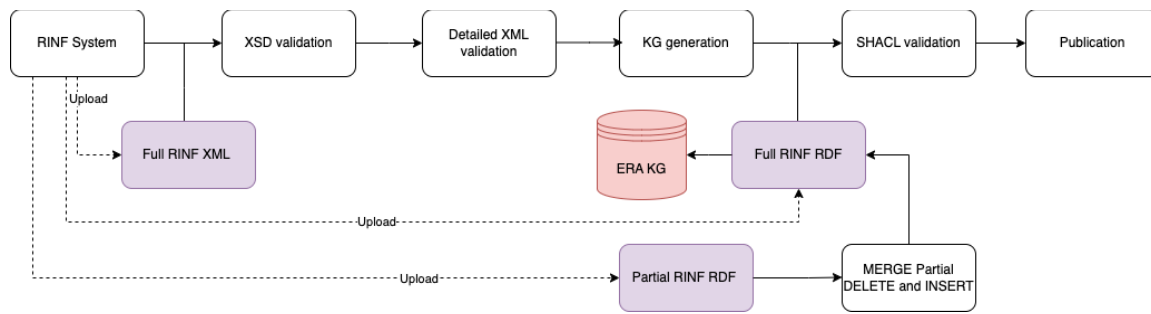 RINF System
XSD validation
Detailed XML
validation
KG generation
SHACL validation
Publication
Upload
Full RINF XML
ERA KG
Full RINF RDF
Upload
Upload
Partial RINF RDF
MERGE Partial
DELETE and INSERT